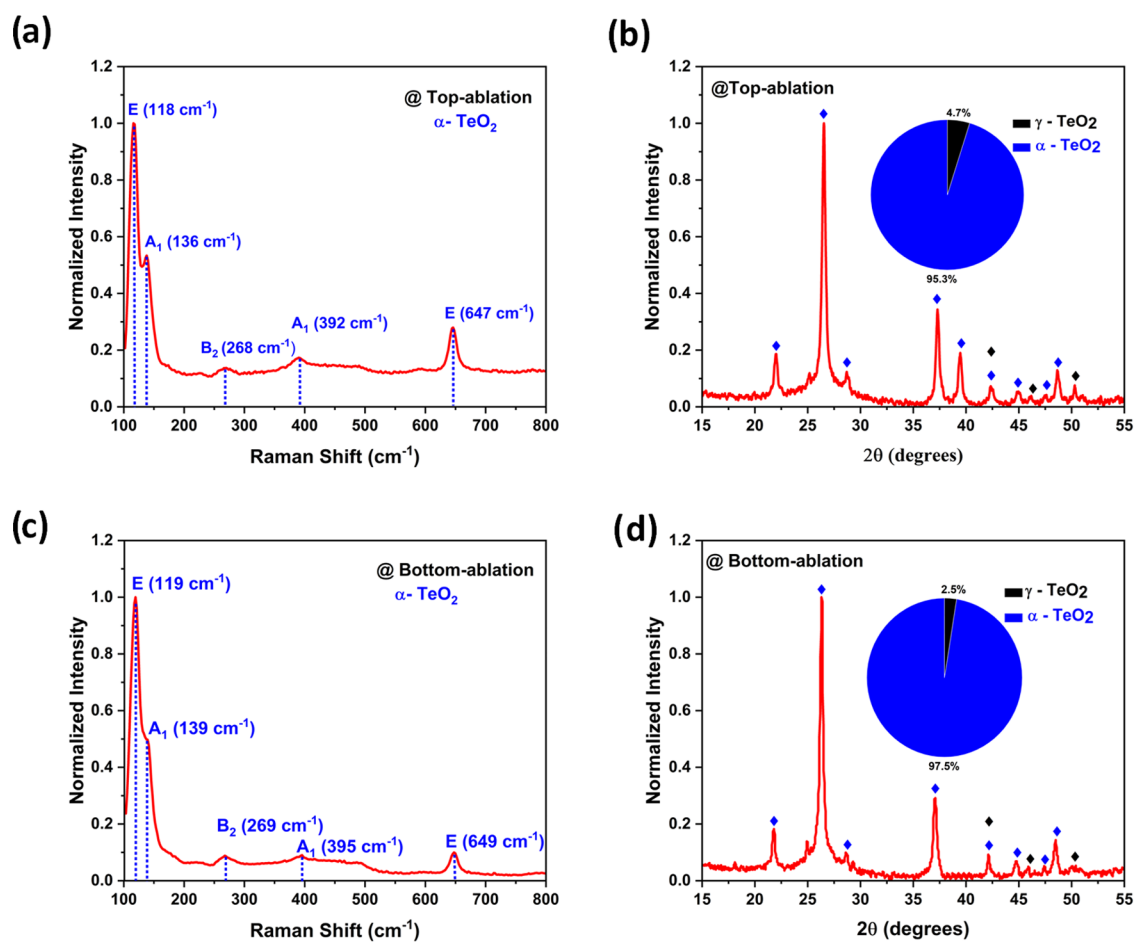 (a)
@ Top-ablation
α- TeO2
E (118 cm-1)
A1 (136 cm-1)
B2 (268 cm-1)
A1 (392 cm-1)
E (647 cm-1)
Normalized Intensity
1.2
1.0
0.8
0.6
0.4
0.2
0.0
100 200 300 400 500 600 700 800
Raman Shift (cm-1)
(b)
@Top-ablation
4.7%
γ - TeO2
α - TeO2
95.3%
Normalized Intensity
1.2
1.0
0.8
0.6
0.4
0.2
0.0
15 20 25 30 35 40 45 50 55
2θ (degrees)
(c)
@ Bottom-ablation
α- TeO2
E (119 cm-1)
A1 (139 cm-1)
B2 (269 cm-1)
A1 (395 cm-1)
E (649 cm-1)
Normalized Intensity
1.2
1.0
0.8
0.6
0.4
0.2
0.0
100 200 300 400 500 600 700 800
Raman Shift (cm-1)
(d)
@ Bottom-ablation
2.5%
γ - TeO2
α - TeO2
97.5%
Normalized Intensity
1.2
1.0
0.8
0.6
0.4
0.2
0.0
15 20 25 30 35 40 45 50 55
2θ (degrees)